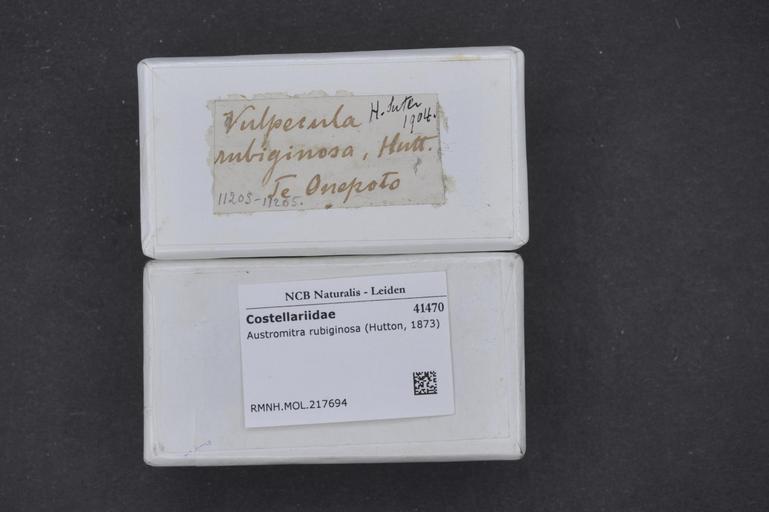 Vulpecula H. Suter
1904.
rubiginosa, Hutt.
Te Onepoto
11205-11205.
NCB Naturalis - Leiden
Costellariidae 41470
Austromitra rubiginosa (Hutton, 1873)
RMNH.MOL.217694